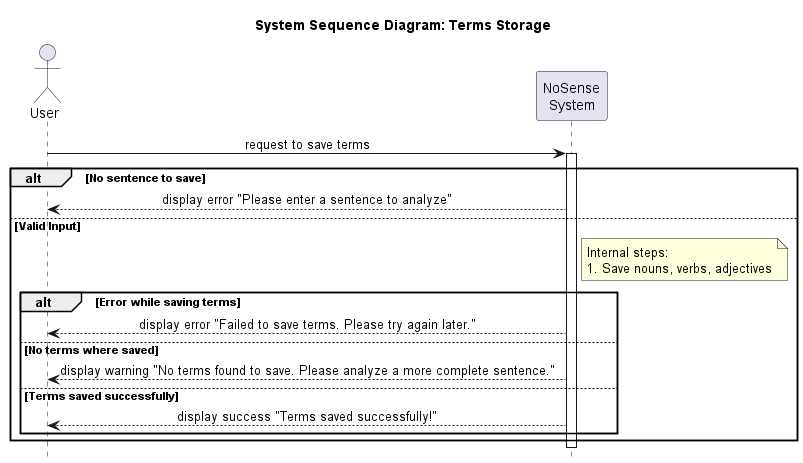 System Sequence Diagram: Terms Storage
User
NoSense
System
request to save terms
alt [No sentence to save]
display error "Please enter a sentence to analyze"
[Valid Input]
Internal steps:
1. Save nouns, verbs, adjectives
alt [Error while saving terms]
display error "Failed to save terms. Please try again later."
[No terms where saved]
display warning "No terms found to save. Please analyze a more complete sentence."
[Terms saved successfully]
display success "Terms saved successfully!"